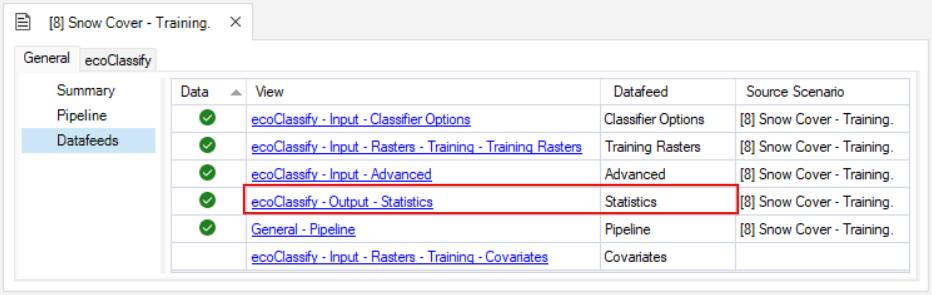 [8] Snow Cover - Training.
General ecoClassify
Summary
Pipeline
Datafeeds
Data View Datafeed Source Scenario
ecoClassify - Input - Classifier Options Classifier Options [8] Snow Cover - Training.
ecoClassify - Input - Rasters - Training - Training Rasters Training Rasters [8] Snow Cover - Training.
ecoClassify - Input - Advanced Advanced [8] Snow Cover - Training.
ecoClassify - Output - Statistics Statistics [8] Snow Cover - Training.
General - Pipeline Pipeline [8] Snow Cover - Training.
ecoClassify - Input - Rasters - Training - Covariates Covariates